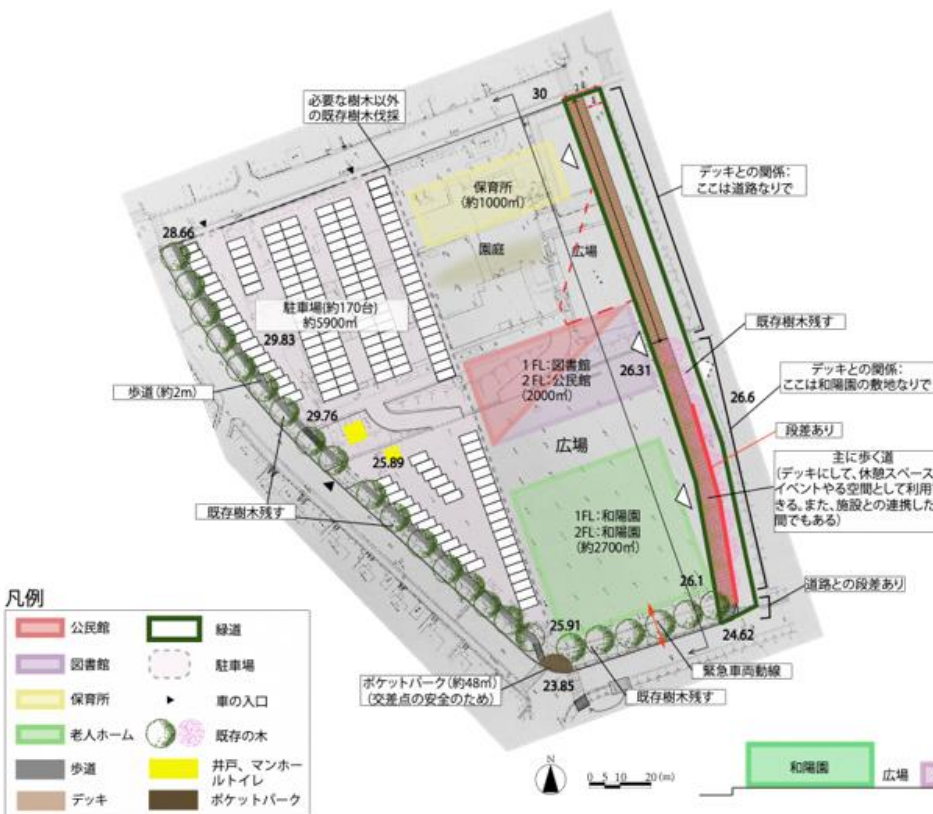 必要な樹木以外
の既存樹木伐採
30
デッキとの関係：
ここは道路なりで
保育所
（約1000㎡）
28.66
園庭
広場
駐車場(約170台)
約5900㎡
既存樹木残す
29.83
1FL：図書館
2FL：公民館
(2000㎡)
26.31
デッキとの関係：
ここは和陽園の敷地なりで
26.6
歩道（約2m）
29.76
段差あり
広場
25.89
主に歩く道
(デッキにして、休憩スペース
イベントやる空間として利用
きる。また、施設との連携した
間でもある)
既存樹木残す
1FL：和陽園
2FL：和陽園
(約2700㎡)
26.1
道路との段差あり
25.91
24.62
緊急車両動線
ポケットパーク（約48㎡）
（交差点の安全のため）
23.85
既存樹木残す
凡例
公民館
緑道
図書館
駐車場
保育所
車の入口
老人ホーム
既存の木
歩道
井戸、マンホー
ルトイレ
デッキ
ポケットパーク
N
0 5 10 20(m)
和陽園
広場